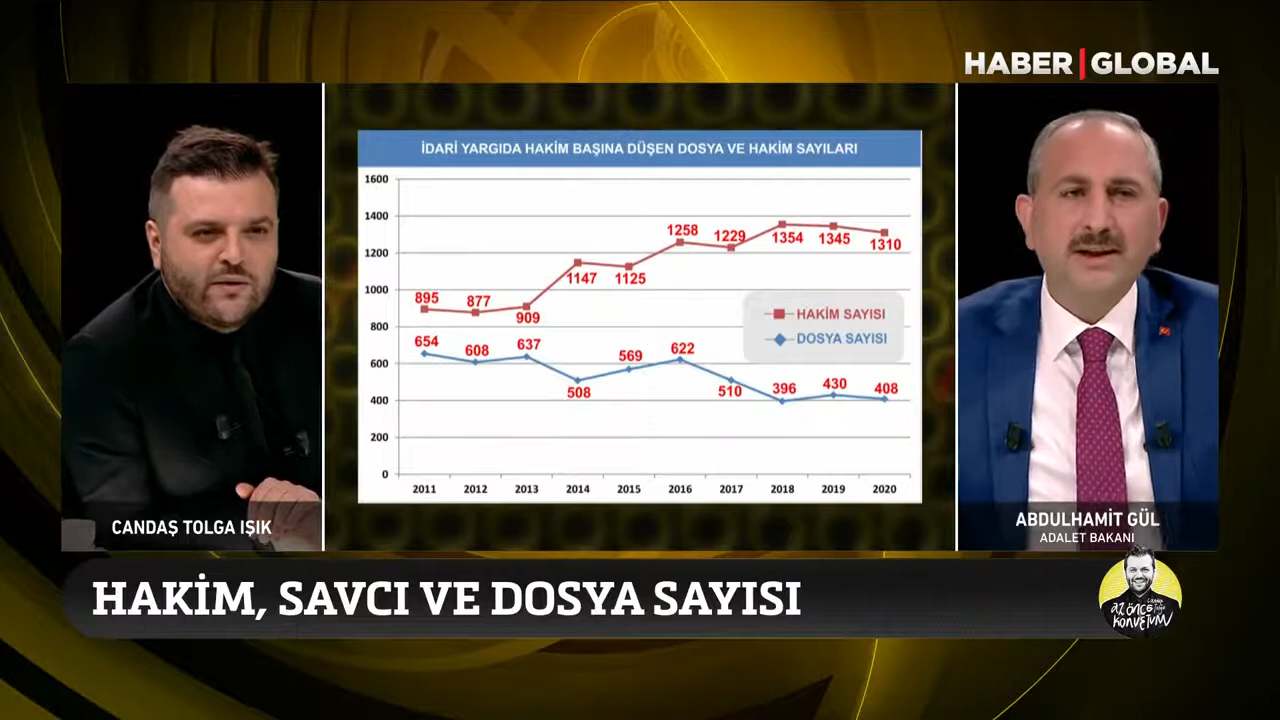 HABER GLOBAL
İDARİ YARGIDA HAKİM BAŞINA DÜŞEN DOSYA VE HAKİM SAYILARI
1600
1400
1200
1000
800
600
400
200
0
895 877 909 1147 1125 1258 1229 1354 1345 1310
654 608 637 508 569 622 510 396 430 408
HAKİM SAYISI
DOSYA SAYISI
2011 2012 2013 2014 2015 2016 2017 2018 2019 2020
CANDAŞ TOLGA IŞIK
ABDULHAMİT GÜL
ADALET BAKANI
HAKİM, SAVCI VE DOSYA SAYISI
AZ ÖNCE
KONUŞTUM